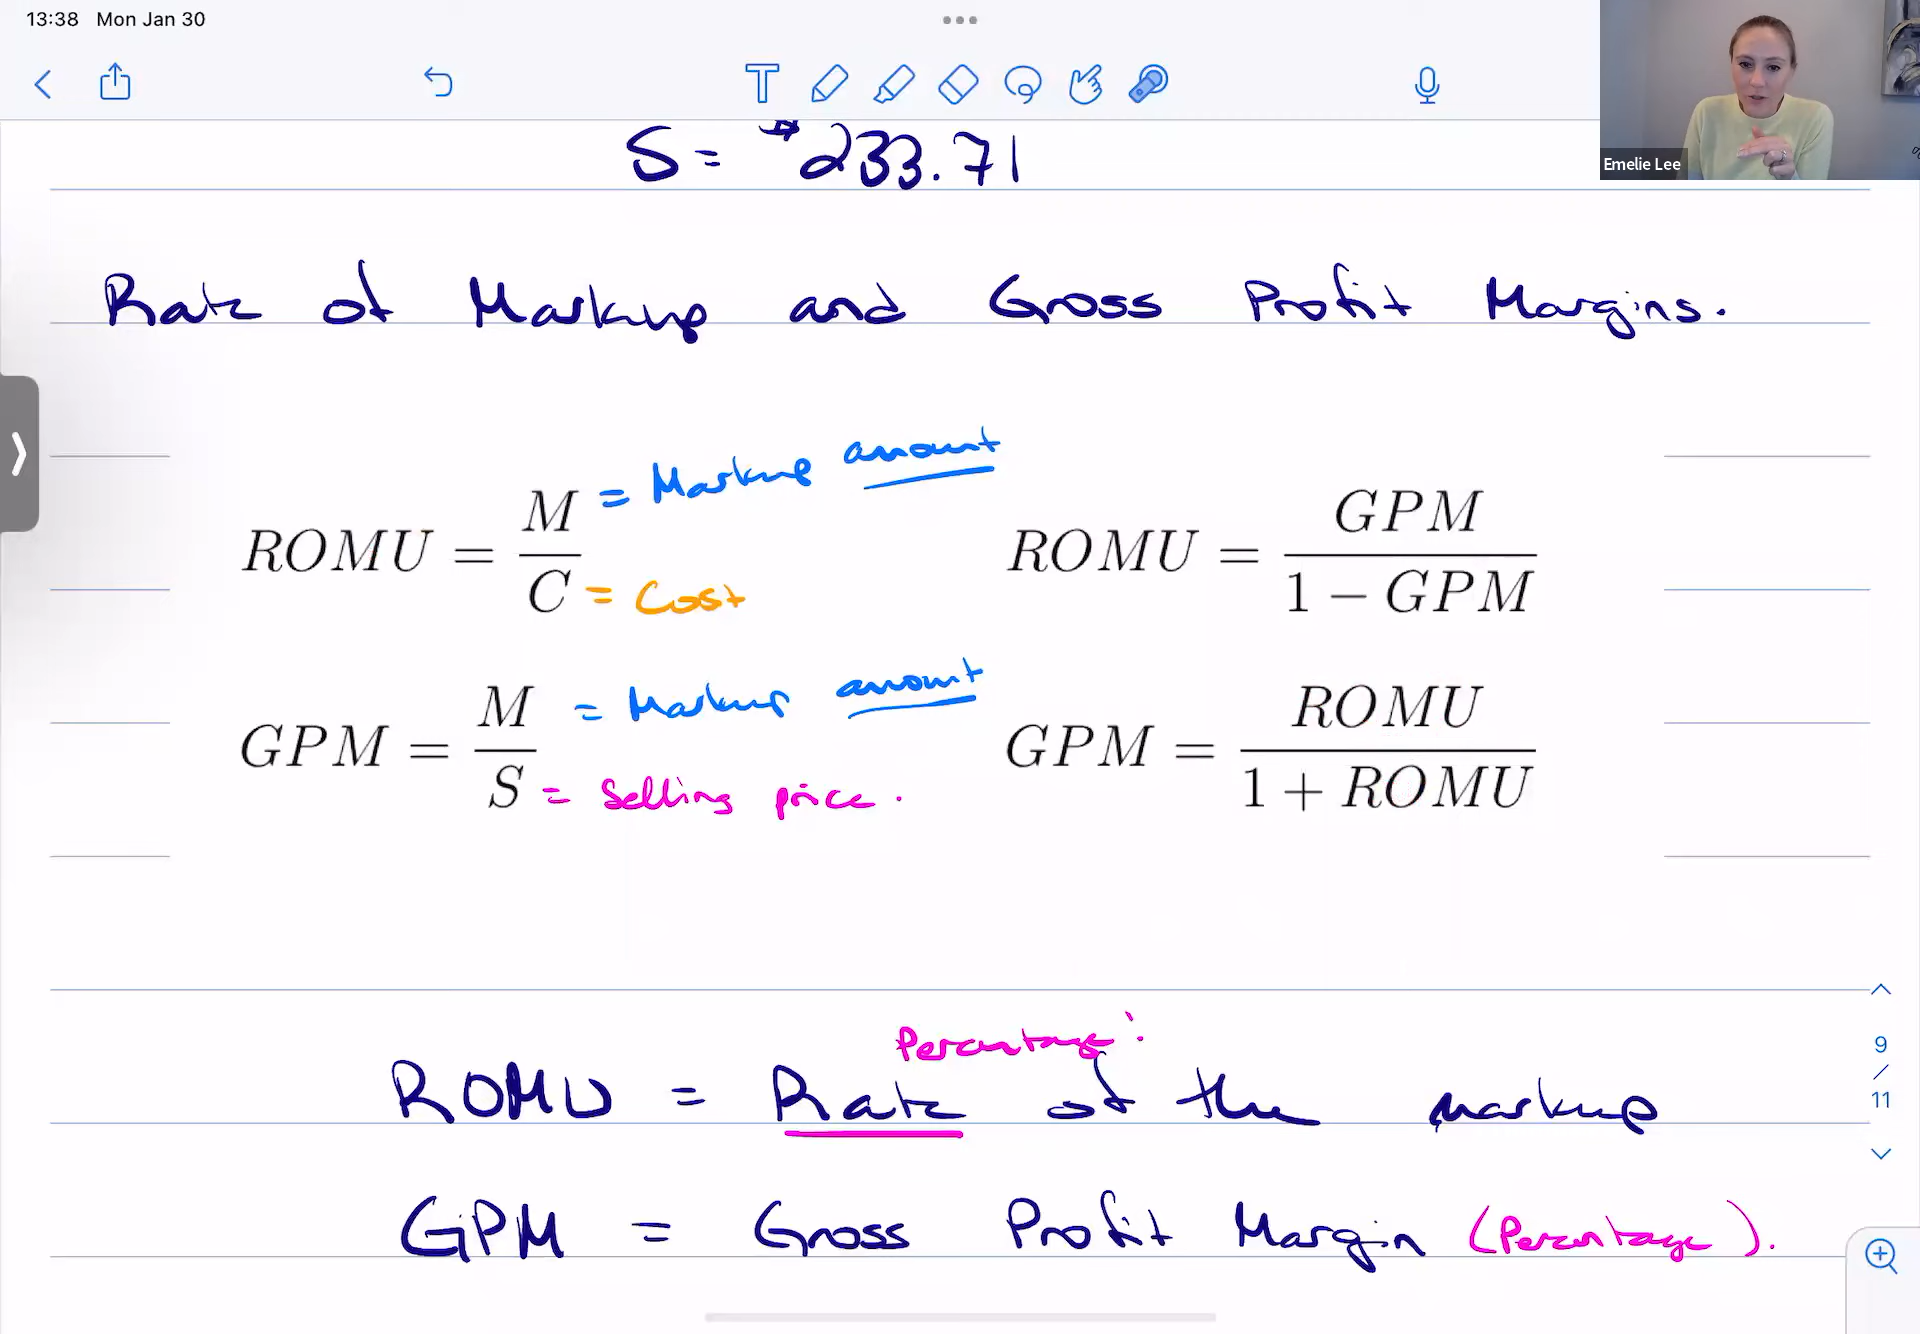 13:38 Mon Jan 30
T
Emelie Lee
S = $233.71
Rate of Markup and Gross Profit Margins.
ROMU = M/C
= Markup amount
= Cost
ROMU = GPM/1 − GPM
GPM = M/S
= Markup amount
= Selling price.
GPM = ROMU/1 + ROMU
Percentage:
ROMU = Rate of the markup
GPM = Gross Profit Margin (Percentage).
9
/
11